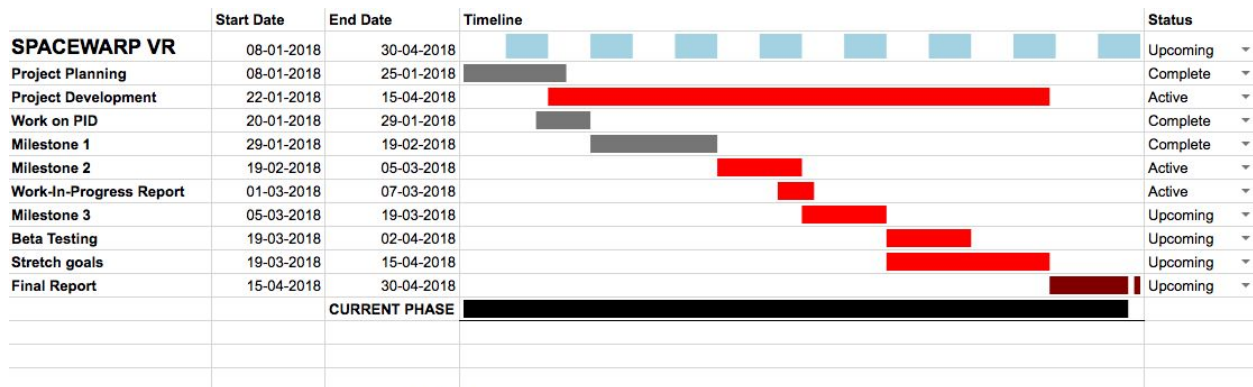 Start Date End Date Timeline Status
SPACEWARP VR 08-01-2018 30-04-2018 Upcoming
Project Planning 08-01-2018 25-01-2018 Complete
Project Development 22-01-2018 15-04-2018 Active
Work on PID 20-01-2018 29-01-2018 Complete
Milestone 1 29-01-2018 19-02-2018 Complete
Milestone 2 19-02-2018 05-03-2018 Active
Work-In-Progress Report 01-03-2018 07-03-2018 Active
Milestone 3 05-03-2018 19-03-2018 Upcoming
Beta Testing 19-03-2018 02-04-2018 Upcoming
Stretch goals 19-03-2018 15-04-2018 Upcoming
Final Report 15-04-2018 30-04-2018 Upcoming
CURRENT PHASE